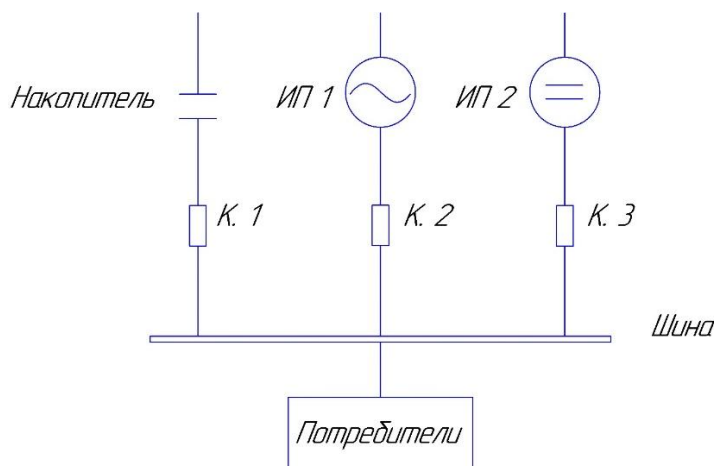 Накопитель
ИП 1
ИП 2
К. 1
К. 2
К. 3
Шина
Потребители